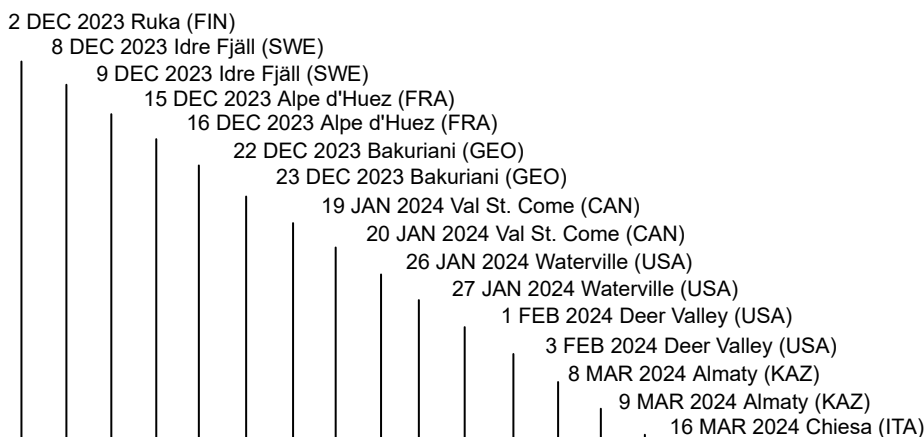 2 DEC 2023 Ruka (FIN)
8 DEC 2023 Idre Fjäll (SWE)
9 DEC 2023 Idre Fjäll (SWE)
15 DEC 2023 Alpe d'Huez (FRA)
16 DEC 2023 Alpe d'Huez (FRA)
22 DEC 2023 Bakuriani (GEO)
23 DEC 2023 Bakuriani (GEO)
19 JAN 2024 Val St. Come (CAN)
20 JAN 2024 Val St. Come (CAN)
26 JAN 2024 Waterville (USA)
27 JAN 2024 Waterville (USA)
1 FEB 2024 Deer Valley (USA)
3 FEB 2024 Deer Valley (USA)
8 MAR 2024 Almaty (KAZ)
9 MAR 2024 Almaty (KAZ)
16 MAR 2024 Chiesa (ITA)